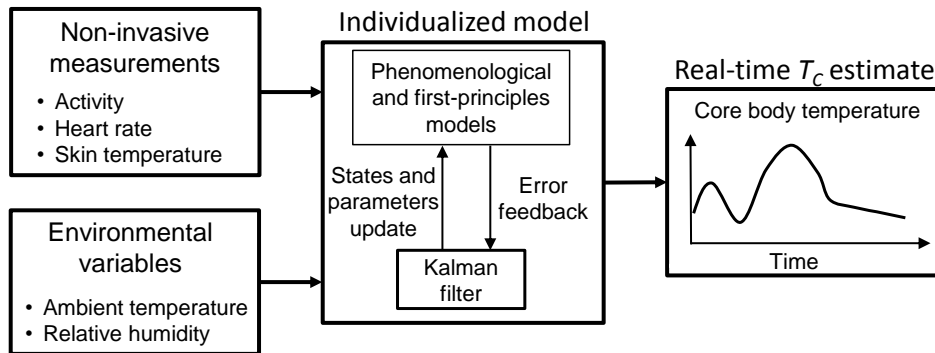 Non-invasive
measurements
• Activity
• Heart rate
• Skin temperature
Environmental
variables
• Ambient temperature
• Relative humidity
Individualized model
Phenomenological
and first-principles
models
States and
parameters
update
Error
feedback
Kalman
filter
Real-time TC estimate
Core body temperature
Time